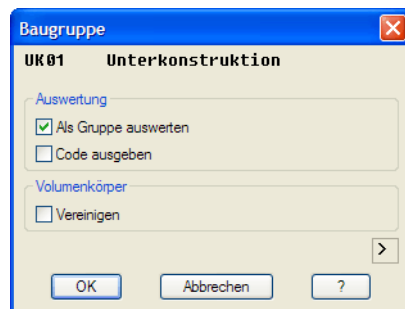 Baugruppe
UK01 Unterkonstruktion
Auswertung
Als Gruppe auswerten
Code ausgeben
Volumenkörper
Vereinigen
>
OK Abbrechen ?